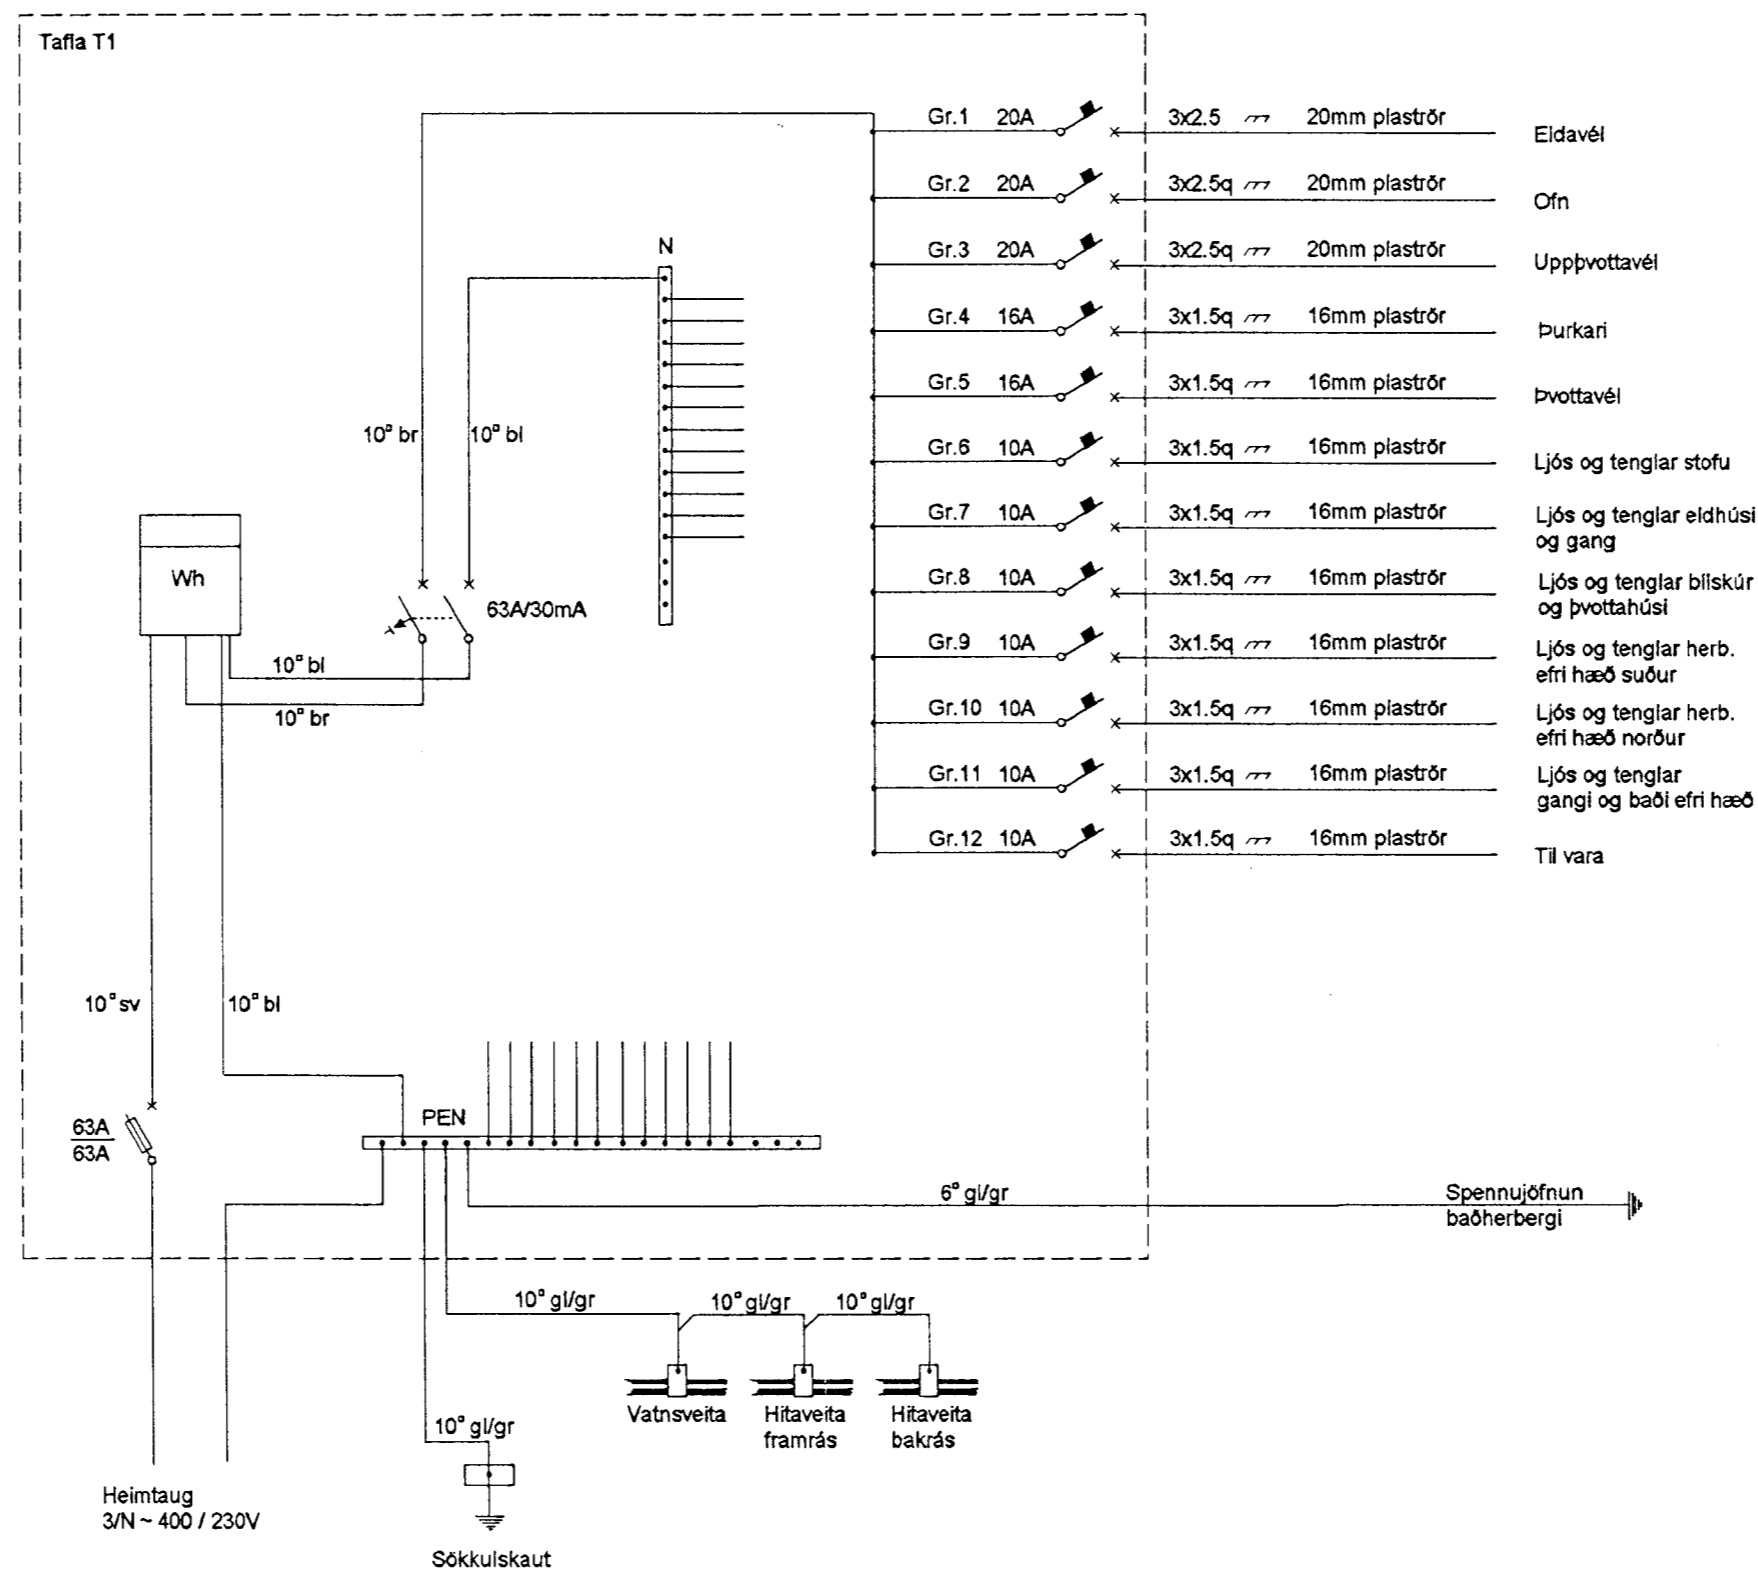 Tafla T1
Gr.1 20A 3x2.5 20mm plaströr Eldavél
Gr.2 20A 3x2.5q 20mm plaströr Ofn
Gr.3 20A 3x2.5q 20mm plaströr Uppþvottavél
N
Gr.4 16A 3x1.5q 16mm plaströr Þurkari
Gr.5 16A 3x1.5q 16mm plaströr Þvottavél
10▫ br 10▫ bl
Gr.6 10A 3x1.5q 16mm plaströr Ljós og tenglar stofu
Gr.7 10A 3x1.5q 16mm plaströr Ljós og tenglar eldhúsi
og gang
Gr.8 10A 3x1.5q 16mm plaströr Ljós og tenglar bílskúr
og þvottahúsi
Wh
63A/30mA
Gr.9 10A 3x1.5q 16mm plaströr Ljós og tenglar herb.
efri hæð suður
10▫ bl
10▫ br
Gr.10 10A 3x1.5q 16mm plaströr Ljós og tenglar herb.
efri hæð norður
Gr.11 10A 3x1.5q 16mm plaströr Ljós og tenglar
gangi og baði efri hæð
Gr.12 10A 3x1.5q 16mm plaströr Til vara
10▫ sv 10▫ bl
PEN
63A
63A
6▫ gl/gr
Spennujöfnun
baðherbergi
10▫ gl/gr 10▫ gl/gr 10▫ gl/gr
Vatnsveita
Hitaveita
framrás
Hitaveita
bakrás
10▫ gl/gr
Heimtaug
3/N ~ 400 / 230V
Sökkulskaut